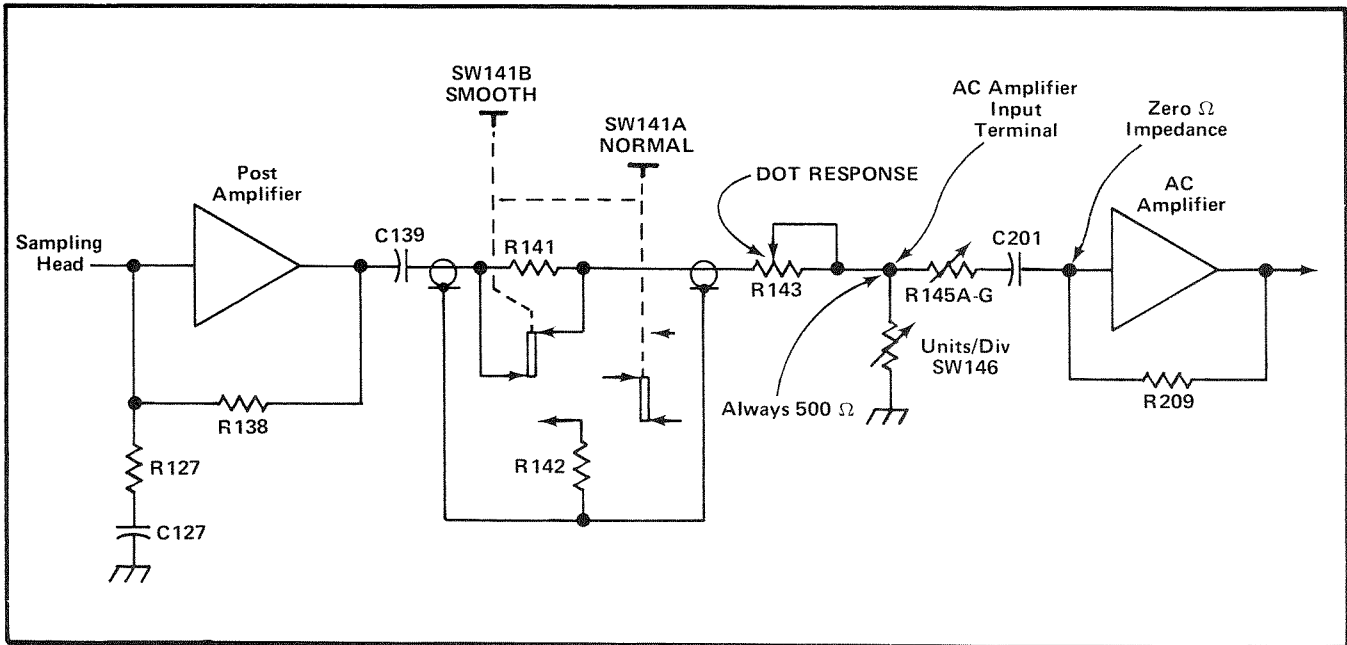 SW141B
SMOOTH
SW141A
NORMAL
AC Amplifier
Input
Terminal
Zero Ω
Impedance
Post
Amplifier
DOT RESPONSE
AC
Amplifier
Sampling
Head
C139
R141
R143
R145A-G
C201
Units/Div
SW146
Always 500 Ω
R209
R138
R142
R127
C127